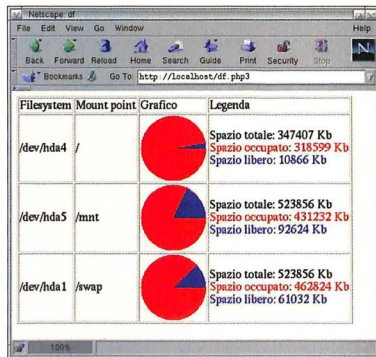 Netscape: df
File Edit View Go Window Help
Back Forward Reload Home Search Guide Print Security Stop N
Bookmarks Go To: http://localhost/df.php3
Filesystem Mount point Grafico Legenda
/dev/hda4 /
Spazio totale: 347407 Kb
Spazio occupato: 318599 Kb
Spazio libero: 10866 Kb
/dev/hda5 /mnt
Spazio totale: 523856 Kb
Spazio occupato: 431232 Kb
Spazio libero: 92624 Kb
/dev/hda1 /swap
Spazio totale: 523856 Kb
Spazio occupato: 462824 Kb
Spazio libero: 61032 Kb
100%